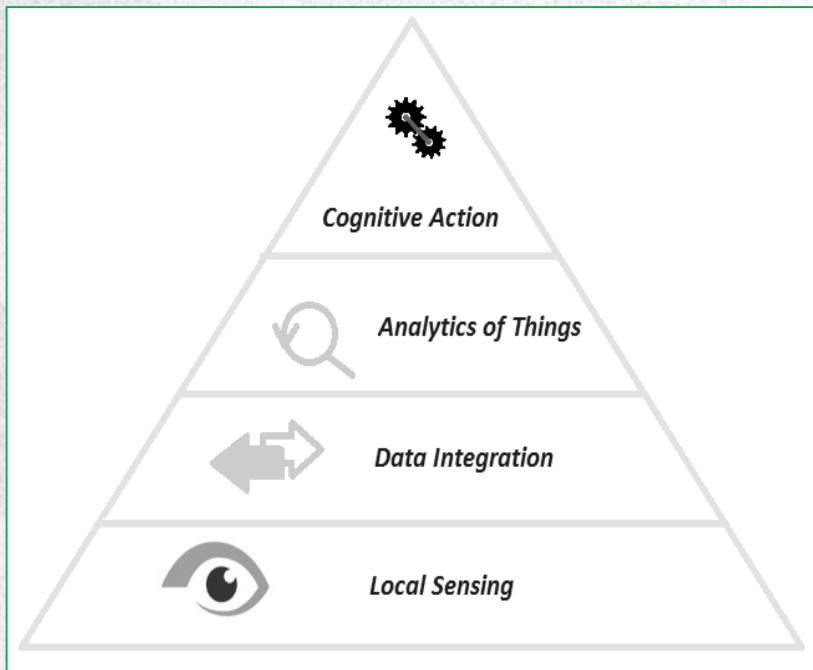 Cognitive Action
Analytics of Things
Data Integration
Local Sensing